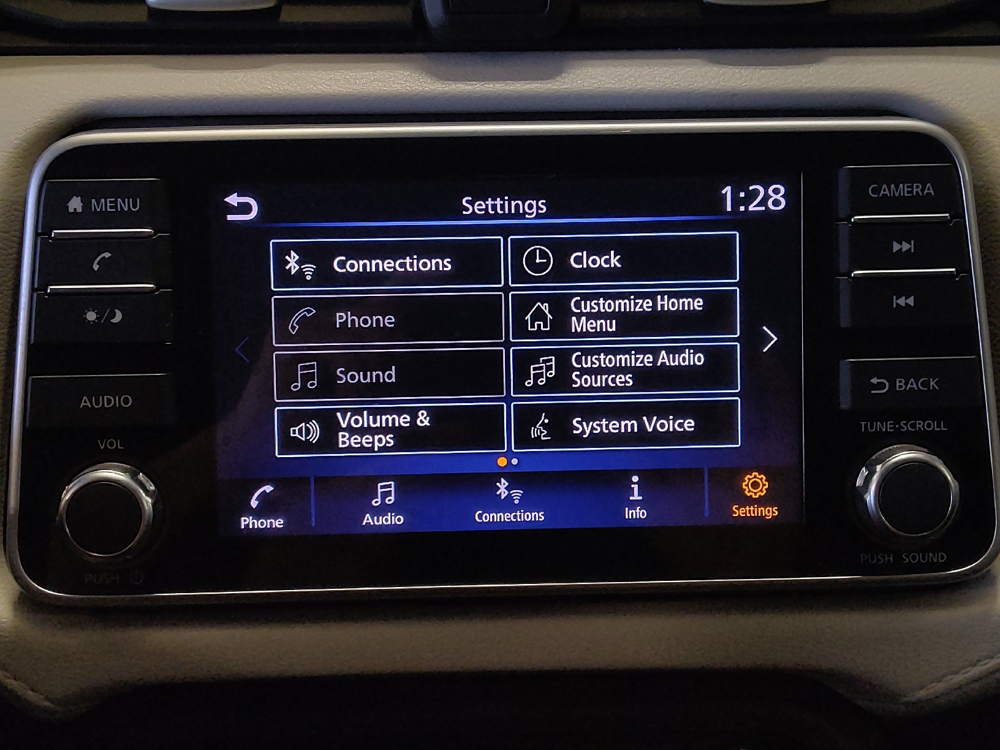 MENU
AUDIO
VOL
PUSH
Settings
1:28
Connections
Clock
Phone
Customize Home
Menu
Sound
Customize Audio
Sources
Volume &
Beeps
System Voice
Phone
Audio
Connections
Info
Settings
CAMERA
BACK
TUNE·SCROLL
PUSH SOUND